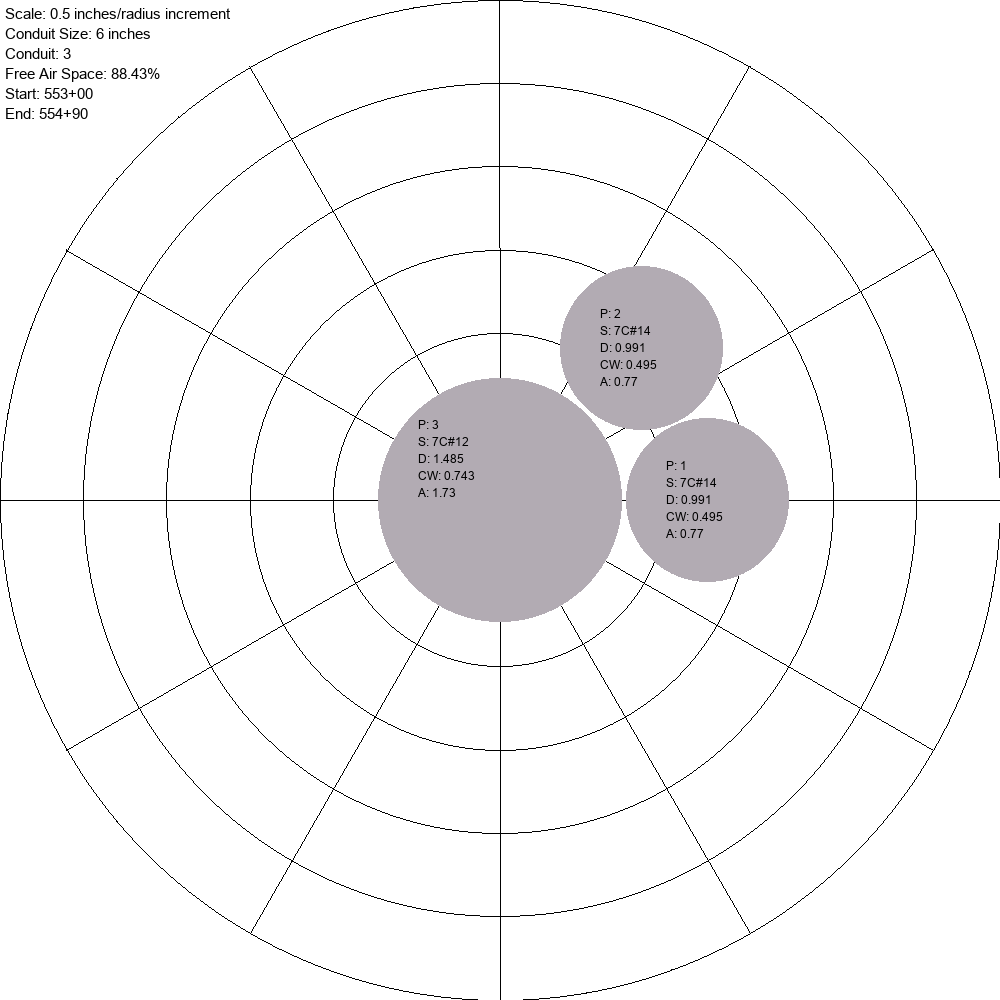 Scale: 0.5 inches/radius increment
Conduit Size: 6 inches
Conduit: 3
Free Air Space: 88.43%
Start: 553+00
End: 554+90
P: 2
S: 7C#14
D: 0.991
CW: 0.495
A: 0.77
P: 3
S: 7C#12
D: 1.485
CW: 0.743
A: 1.73
P: 1
S: 7C#14
D: 0.991
CW: 0.495
A: 0.77